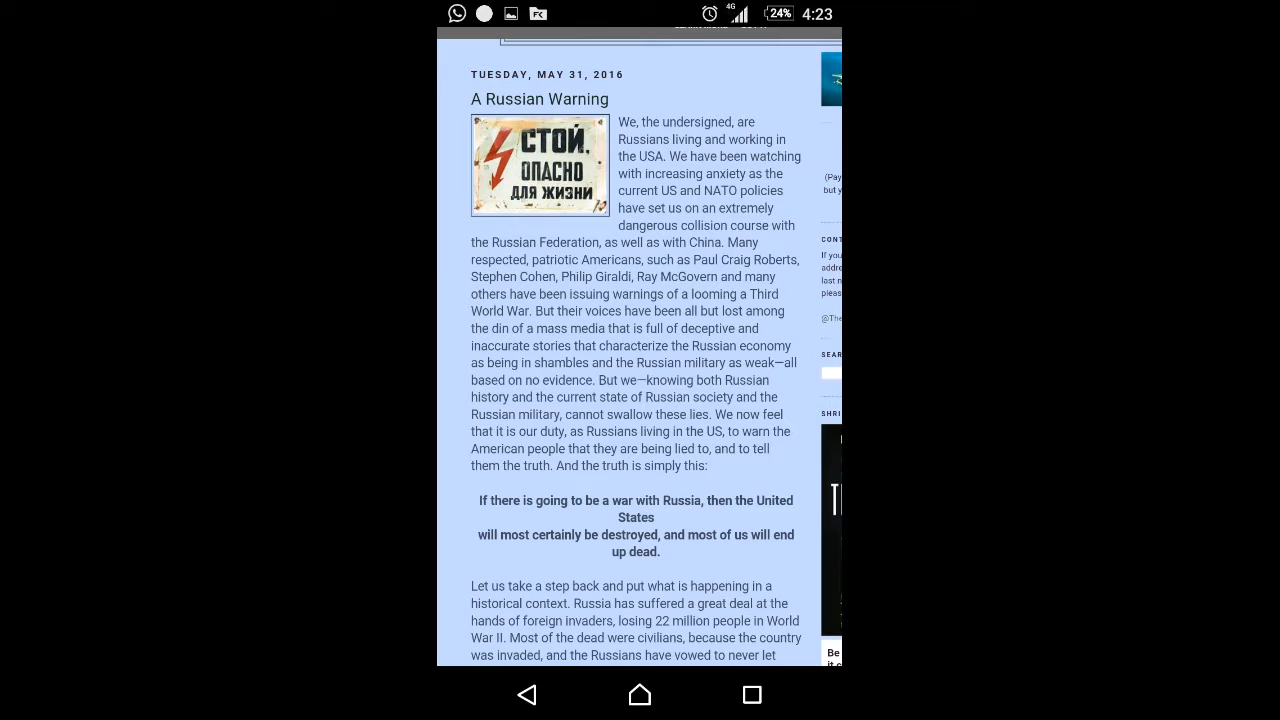 4G
24%
4:23
TUESDAY, MAY 31, 2016
A Russian Warning
СТОЙ,
ОПАСНО
ДЛЯ ЖИЗНИ
We, the undersigned, are
Russians living and working in
the USA. We have been watching
with increasing anxiety as the
current US and NATO policies
have set us on an extremely
dangerous collision course with
the Russian Federation, as well as with China. Many
respected, patriotic Americans, such as Paul Craig Roberts,
Stephen Cohen, Philip Giraldi, Ray McGovern and many
others have been issuing warnings of a looming a Third
World War. But their voices have been all but lost among
the din of a mass media that is full of deceptive and
inaccurate stories that characterize the Russian economy
as being in shambles and the Russian military as weak—all
based on no evidence. But we—knowing both Russian
history and the current state of Russian society and the
Russian military, cannot swallow these lies. We now feel
that it is our duty, as Russians living in the US, to warn the
American people that they are being lied to, and to tell
them the truth. And the truth is simply this:
If there is going to be a war with Russia, then the United
States
will most certainly be destroyed, and most of us will end
up dead.
Let us take a step back and put what is happening in a
historical context. Russia has suffered a great deal at the
hands of foreign invaders, losing 22 million people in World
War II. Most of the dead were civilians, because the country
was invaded, and the Russians have vowed to never let
(Pay
but y
CONT
If you
addre
last n
pleas
@The
SEAR
SHRI
Be